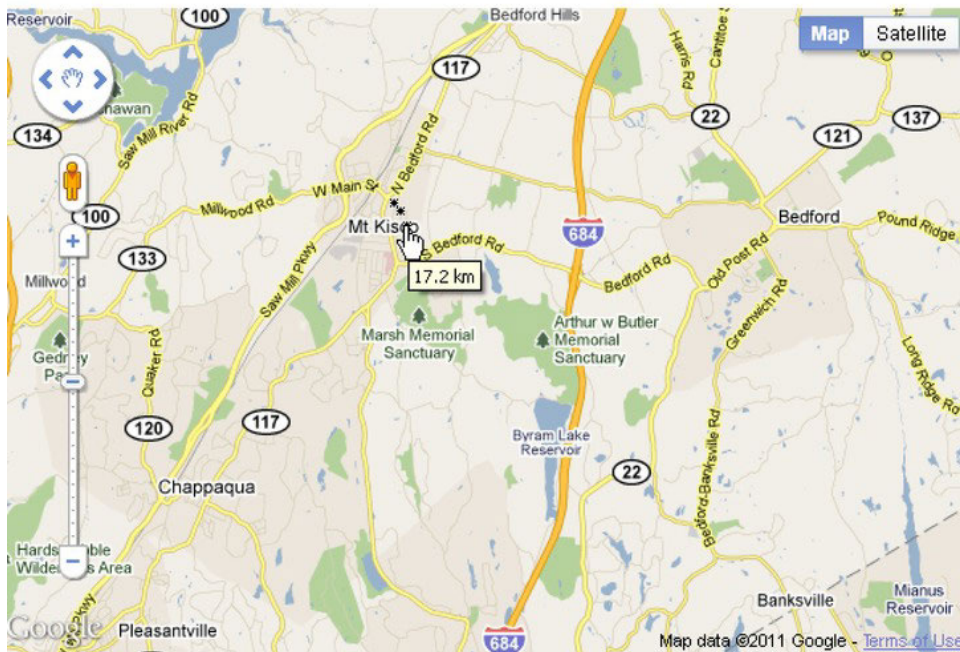 Reservoir
100
Bedford Hills
Map
Satellite
117
Harris Rd
Cantitoe St
22
137
121
134
Saw Mill River Rd
N Bedford Rd
W Main St
Millwood Rd
100
Mt Kisco
684
Bedford
Pound Ridge
133
S Bedford Rd
Bedford Rd
Old Post Rd
17.2 km
Millwood
Saw Mill Pkwy
Greenwich Rd
Marsh Memorial
Sanctuary
Arthur w Butler
Memorial
Sanctuary
Quaker Rd
Long Ridge Rd
120
117
Byram Lake
Reservoir
22
Bedford-Banksville Rd
Chappaqua
Banksville
Mianus
Reservoir
Google
Pleasantville
684
Map data ©2011 Google - Terms of Use